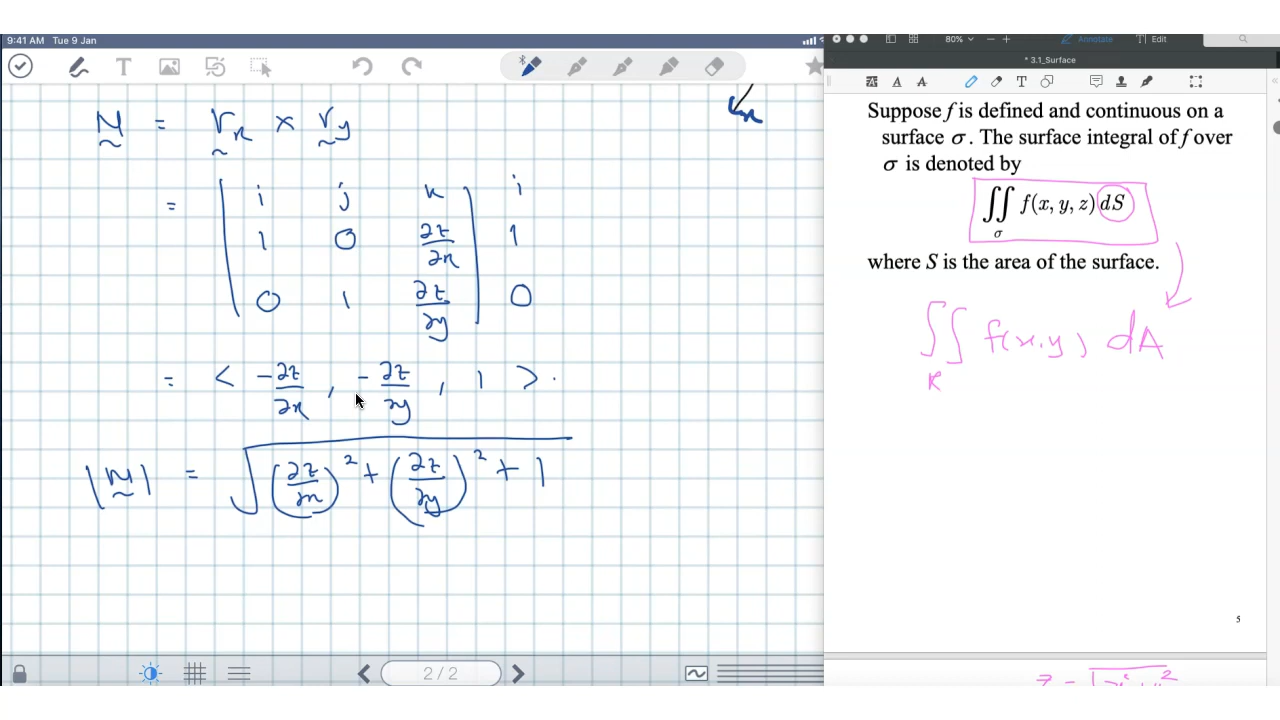 9:41 AM Tue 9 Jan
N = r_x × r_y
= | i j k | i
1 0 ∂z/∂x | 1
0 1 ∂z/∂y | 0
= < -∂z/∂x , -∂z/∂y , 1 > .
|N| = √((∂z/∂x)² + (∂z/∂y)² + 1
2/2
80%
Annotate
Edit
* 3.1_Surface
Suppose f is defined and continuous on a
surface σ. The surface integral of f over
σ is denoted by
∬ f(x, y, z) dS
σ
where S is the area of the surface.
∬ f(x,y) dA
R
5